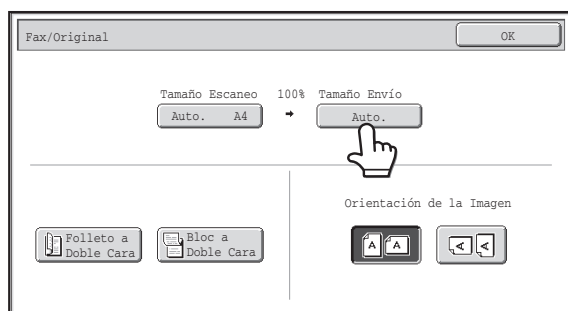 Fax/Original
OK
Tamaño Escaneo 100% Tamaño Envío
Auto. A4
Auto.
Orientación de la Imagen
Folleto a
Doble Cara
Bloc a
Doble Cara
A A
A A